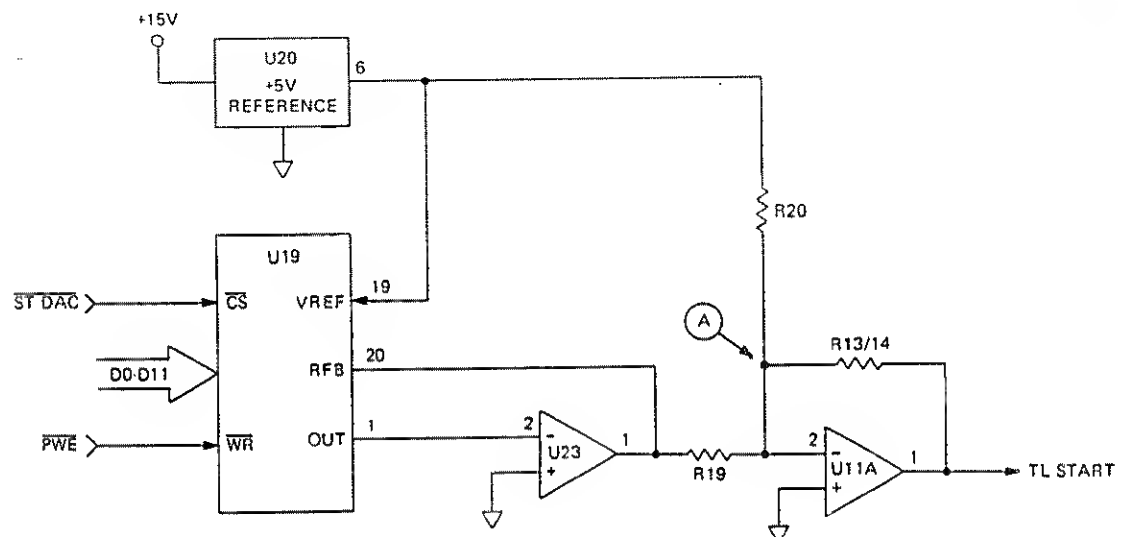 +15V
U20
+5V
REFERENCE
6
R20
U19
ST DAC
CS
VREF
19
A
R13/14
D0-D11
RFB
20
PWE
WR
OUT
1
2
-
U23
+
1
R19
2
-
U11A
+
1
TL START